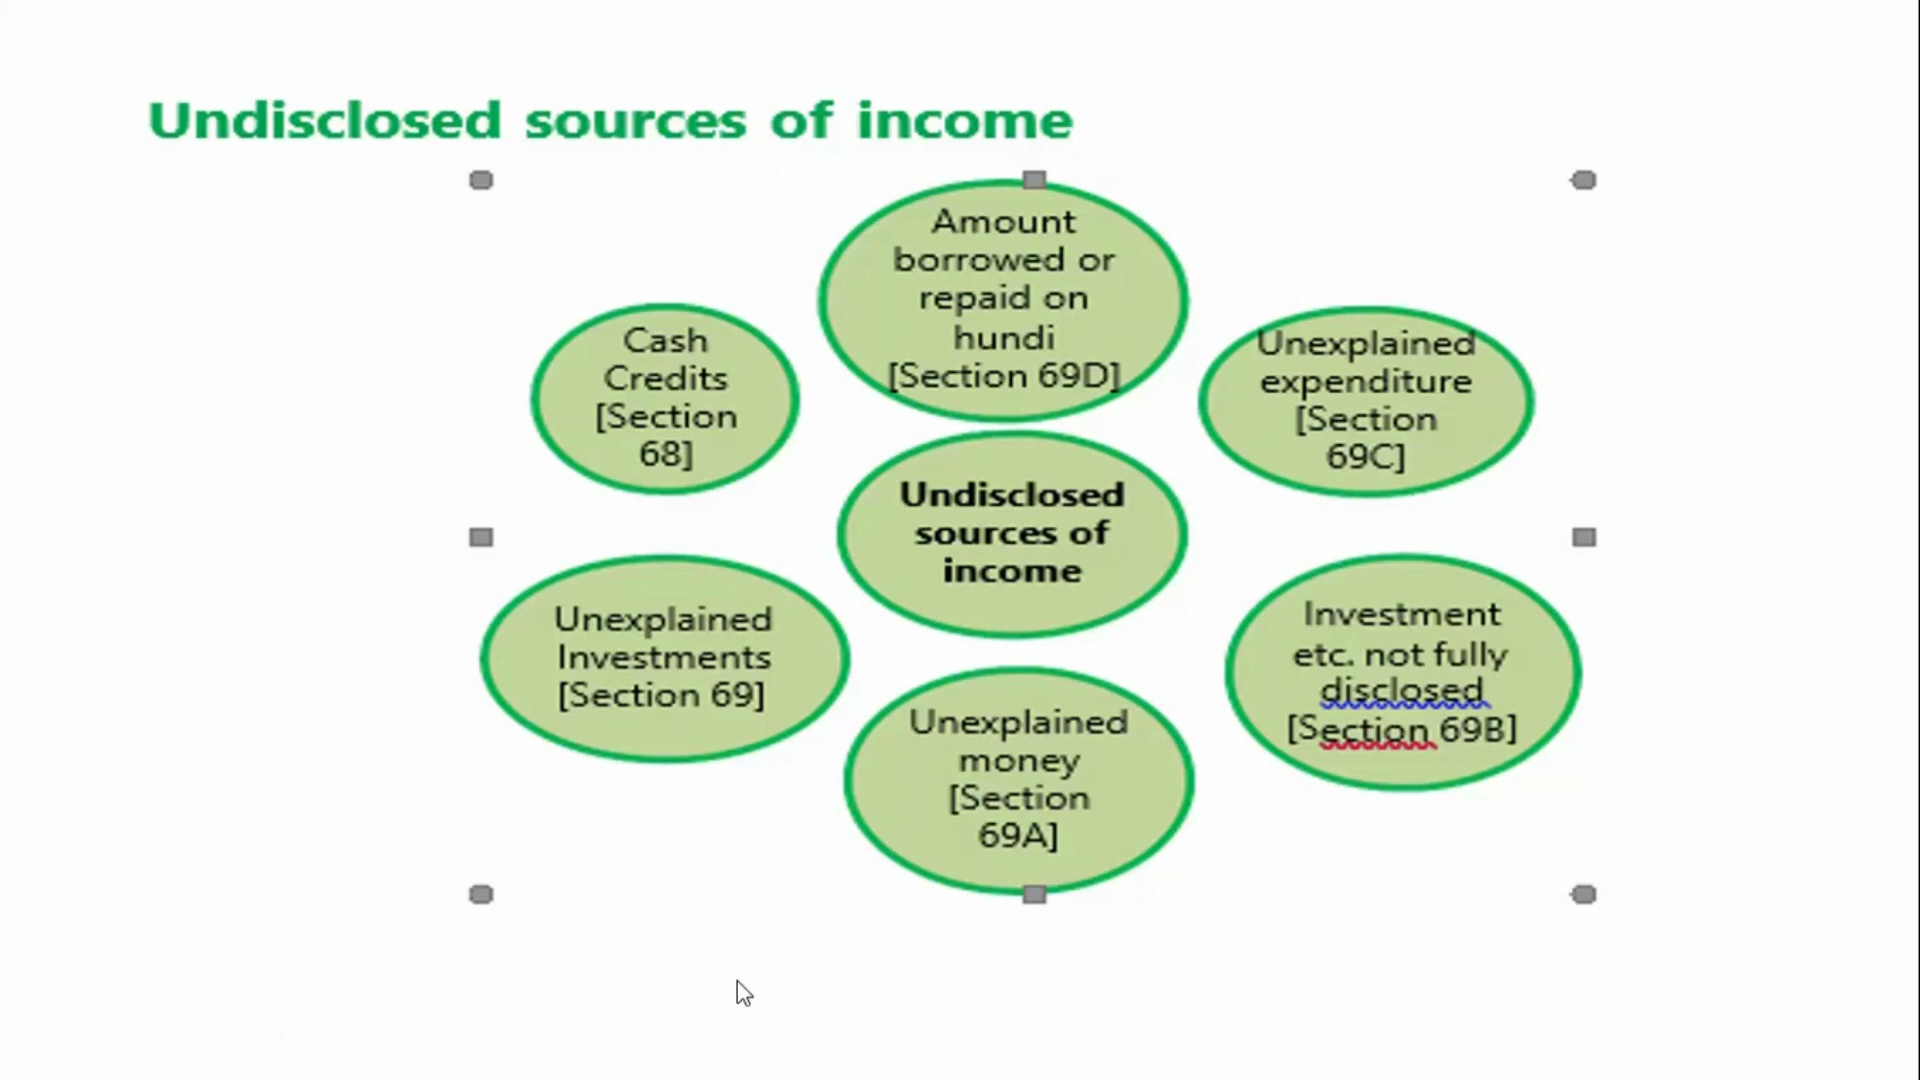 Undisclosed sources of income
Amount
borrowed or
repaid on
hundi
[Section 69D]
Cash
Credits
[Section
68]
Unexplained
expenditure
[Section
69C]
Undisclosed
sources of
income
Unexplained
Investments
[Section 69]
Investment
etc. not fully
disclosed
[Section 69B]
Unexplained
money
[Section
69A]